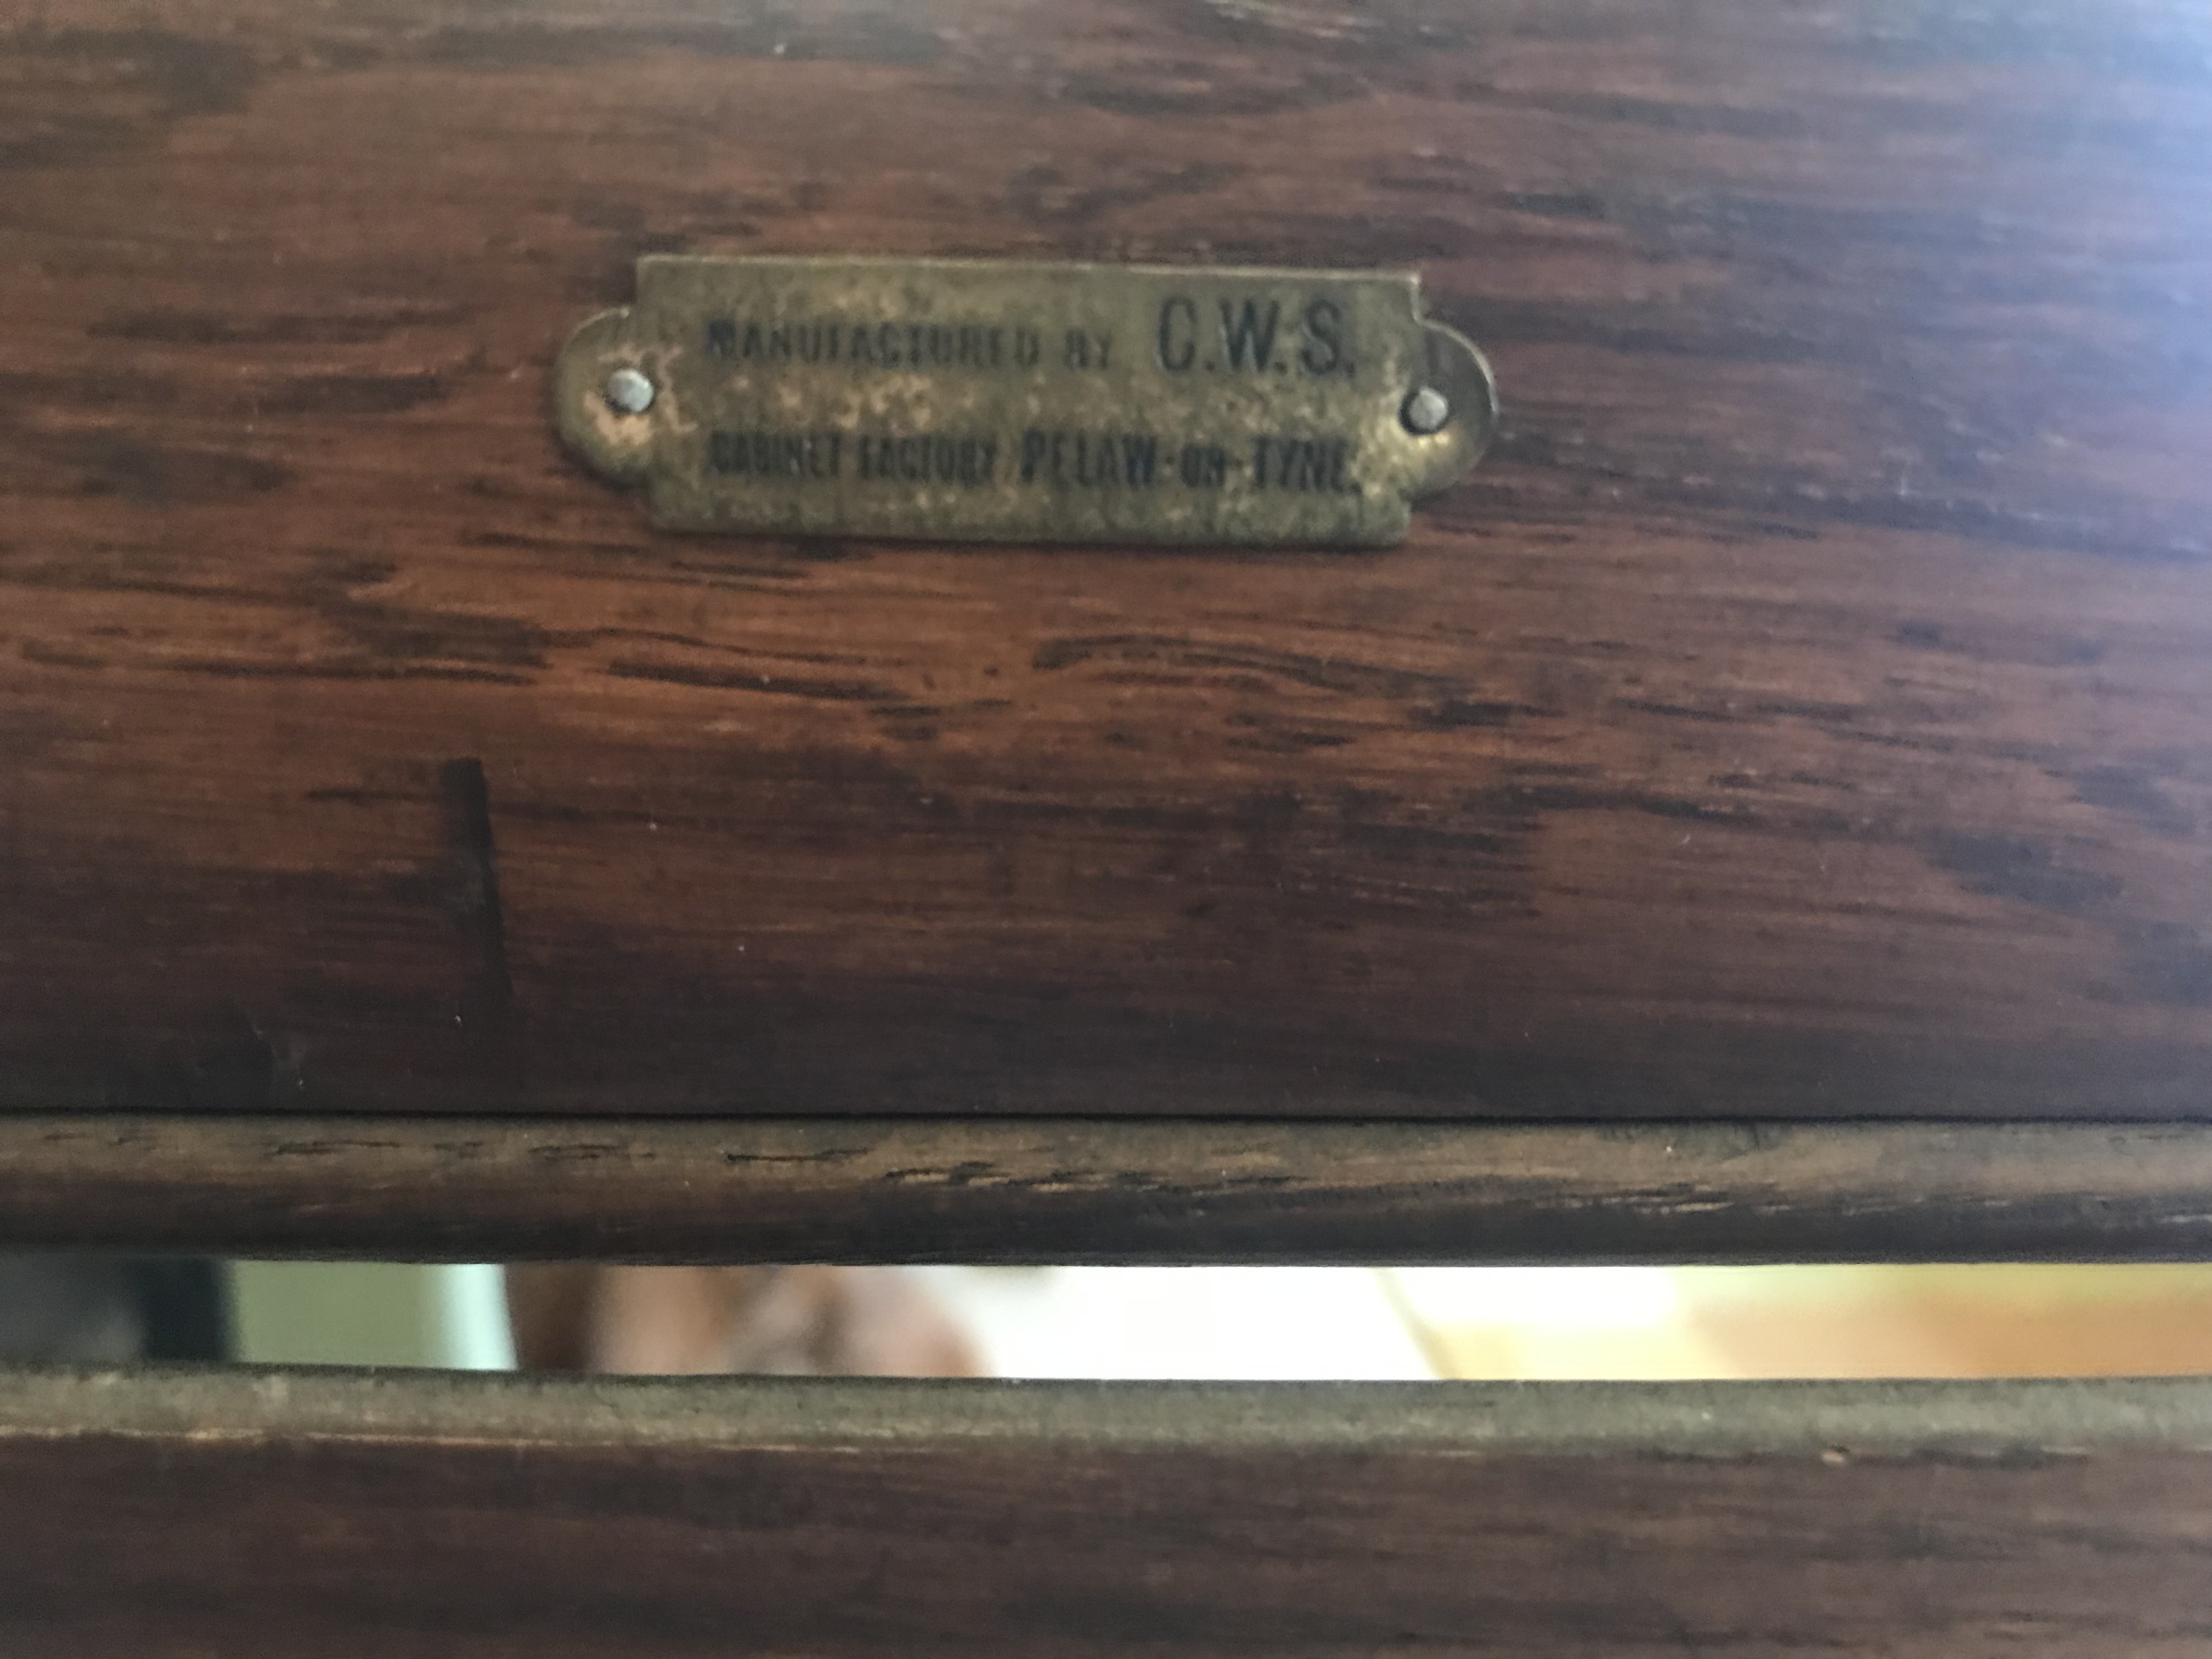 MANUFACTURED BY C.W.S.
CABINET FACTORY PELAW-ON-TYNE.